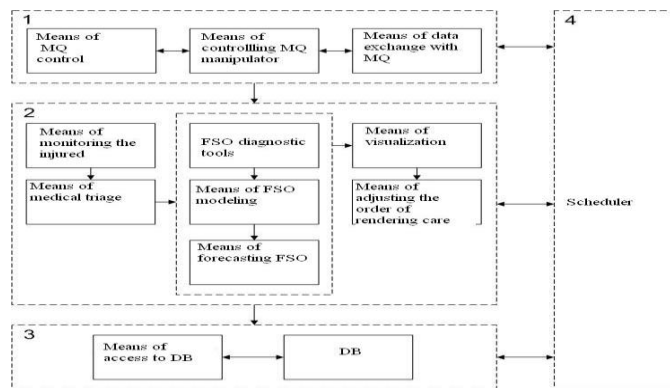 1
Means of
MQ
control
Means of
controllling MQ
manipulator
Means of data
exchange with
MQ
4
Scheduler
2
Means of
monitoring the
injured
Means of
medical triage
FSO diagnostic
tools
Means of FSO
modeling
Means of
forecasting FSO
Means of
visualization
Means of
adjusting the
order of
rendering care
3
Means of
access to DB
DB